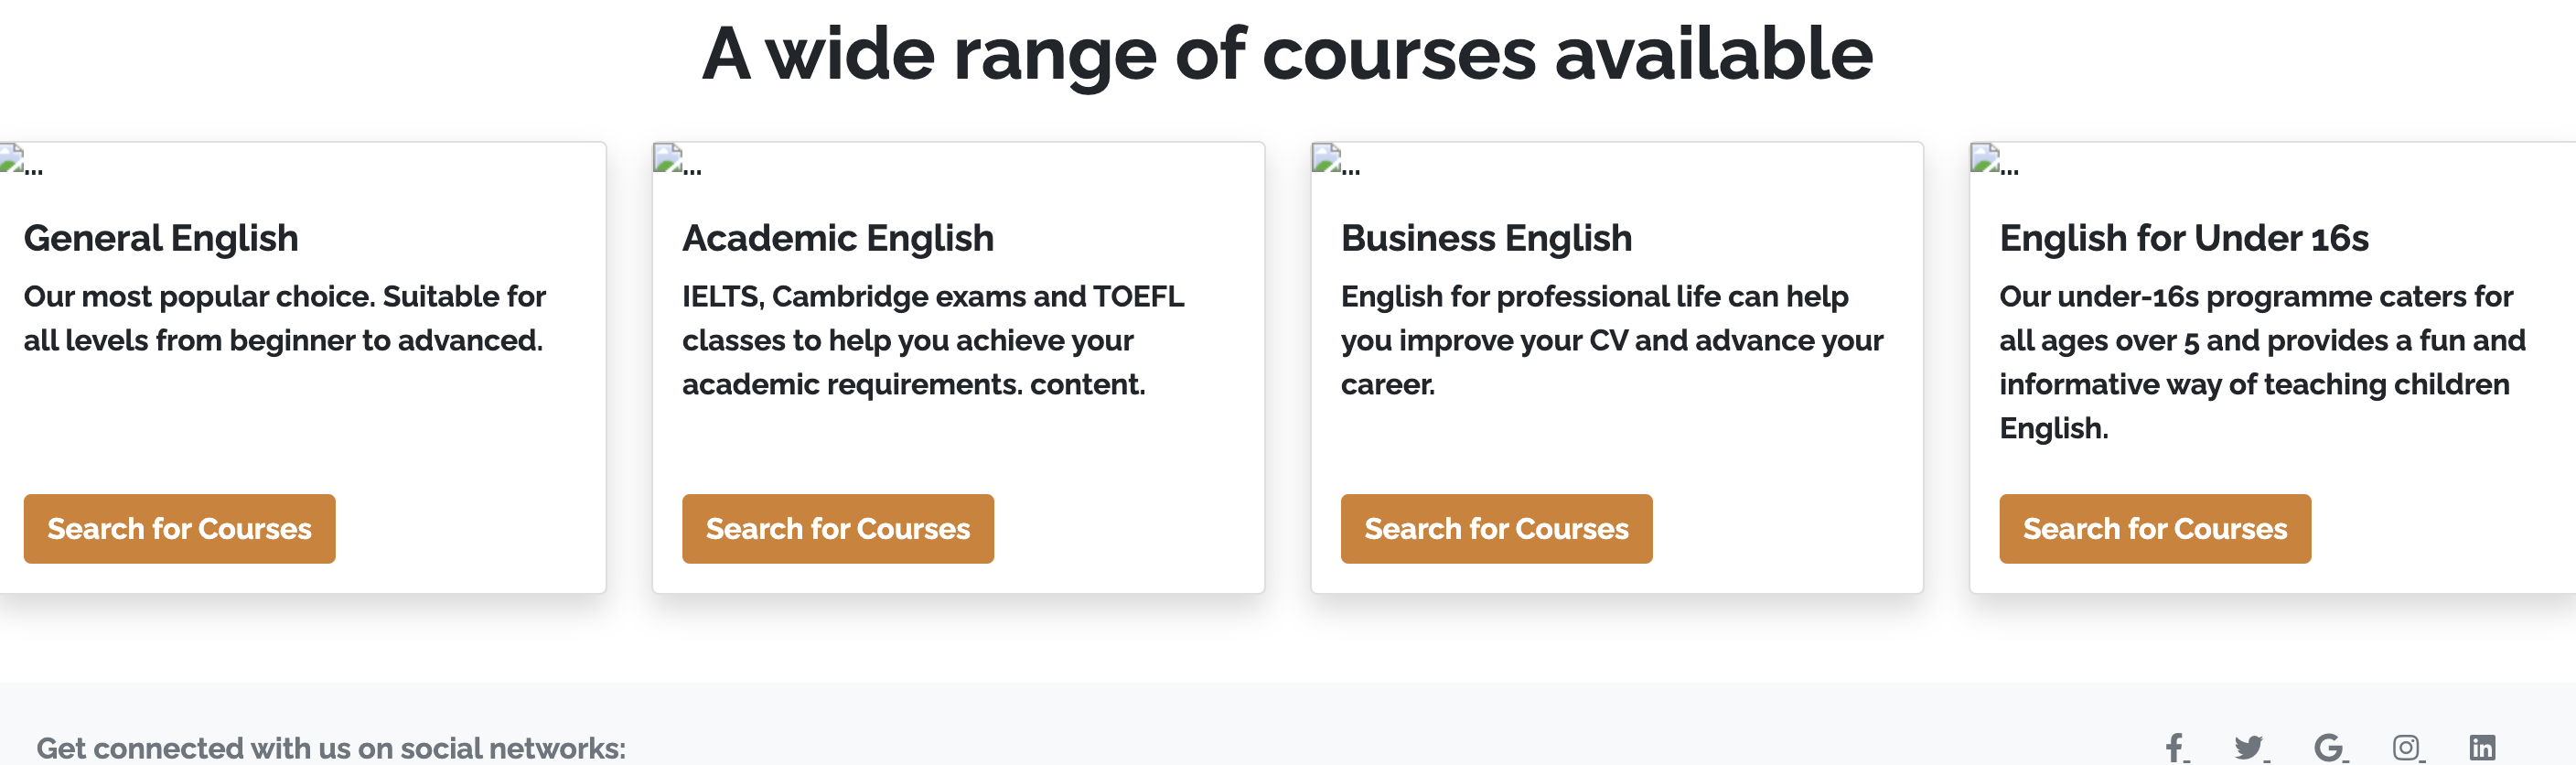 A wide range of courses available
...
General English
Our most popular choice. Suitable for
all levels from beginner to advanced.
Search for Courses
...
Academic English
IELTS, Cambridge exams and TOEFL
classes to help you achieve your
academic requirements. content.
Search for Courses
...
Business English
English for professional life can help
you improve your CV and advance your
career.
Search for Courses
...
English for Under 16s
Our under-16s programme caters for
all ages over 5 and provides a fun and
informative way of teaching children
English.
Search for Courses
Get connected with us on social networks: